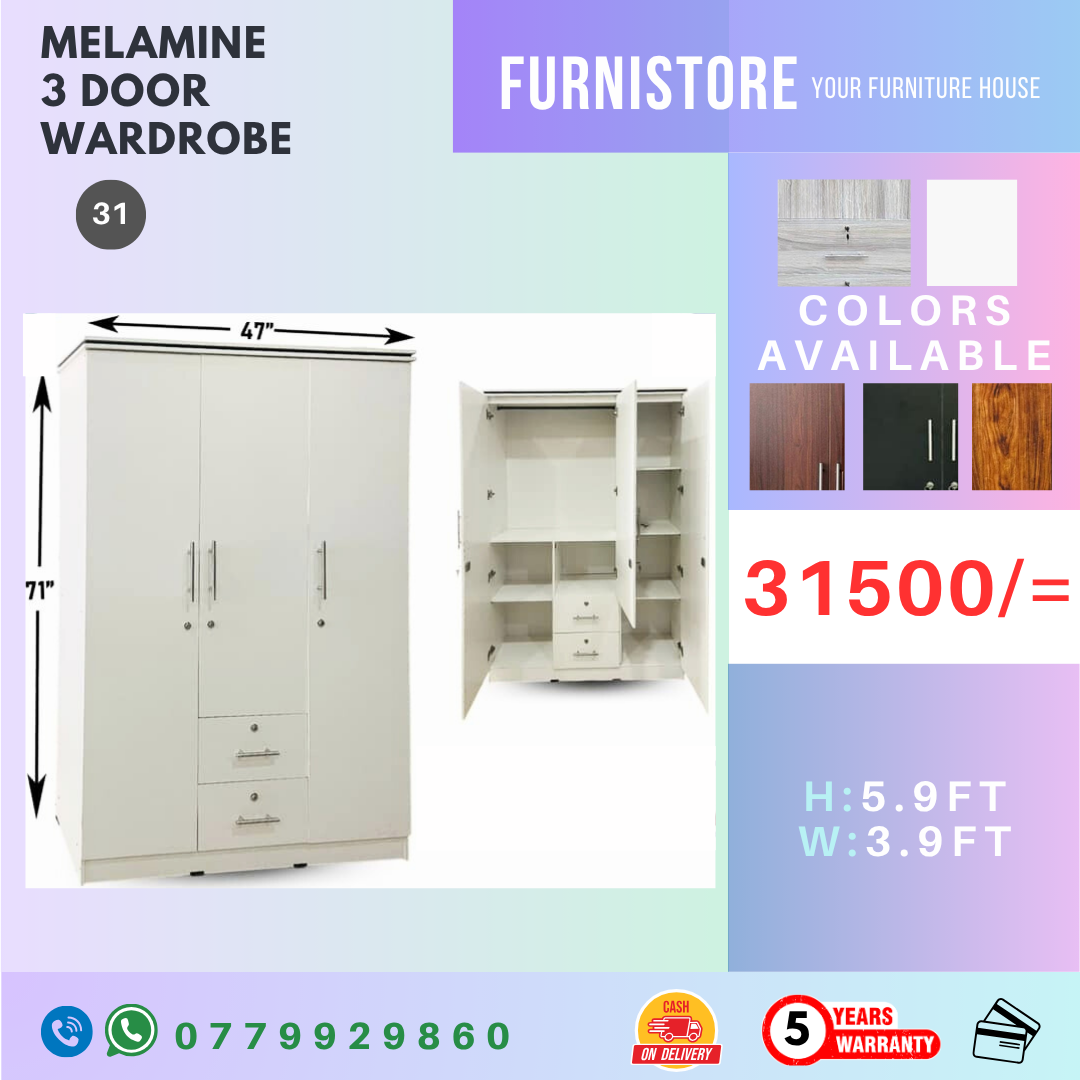 MELAMINE
3 DOOR
WARDROBE
31
FURNISTORE YOUR FURNITURE HOUSE
COLORS
AVAILABLE
47”
71”
31500/=
H:5.9FT
W:3.9FT
0779929860
CASH
ON DELIVERY
5 YEARS
WARRANTY